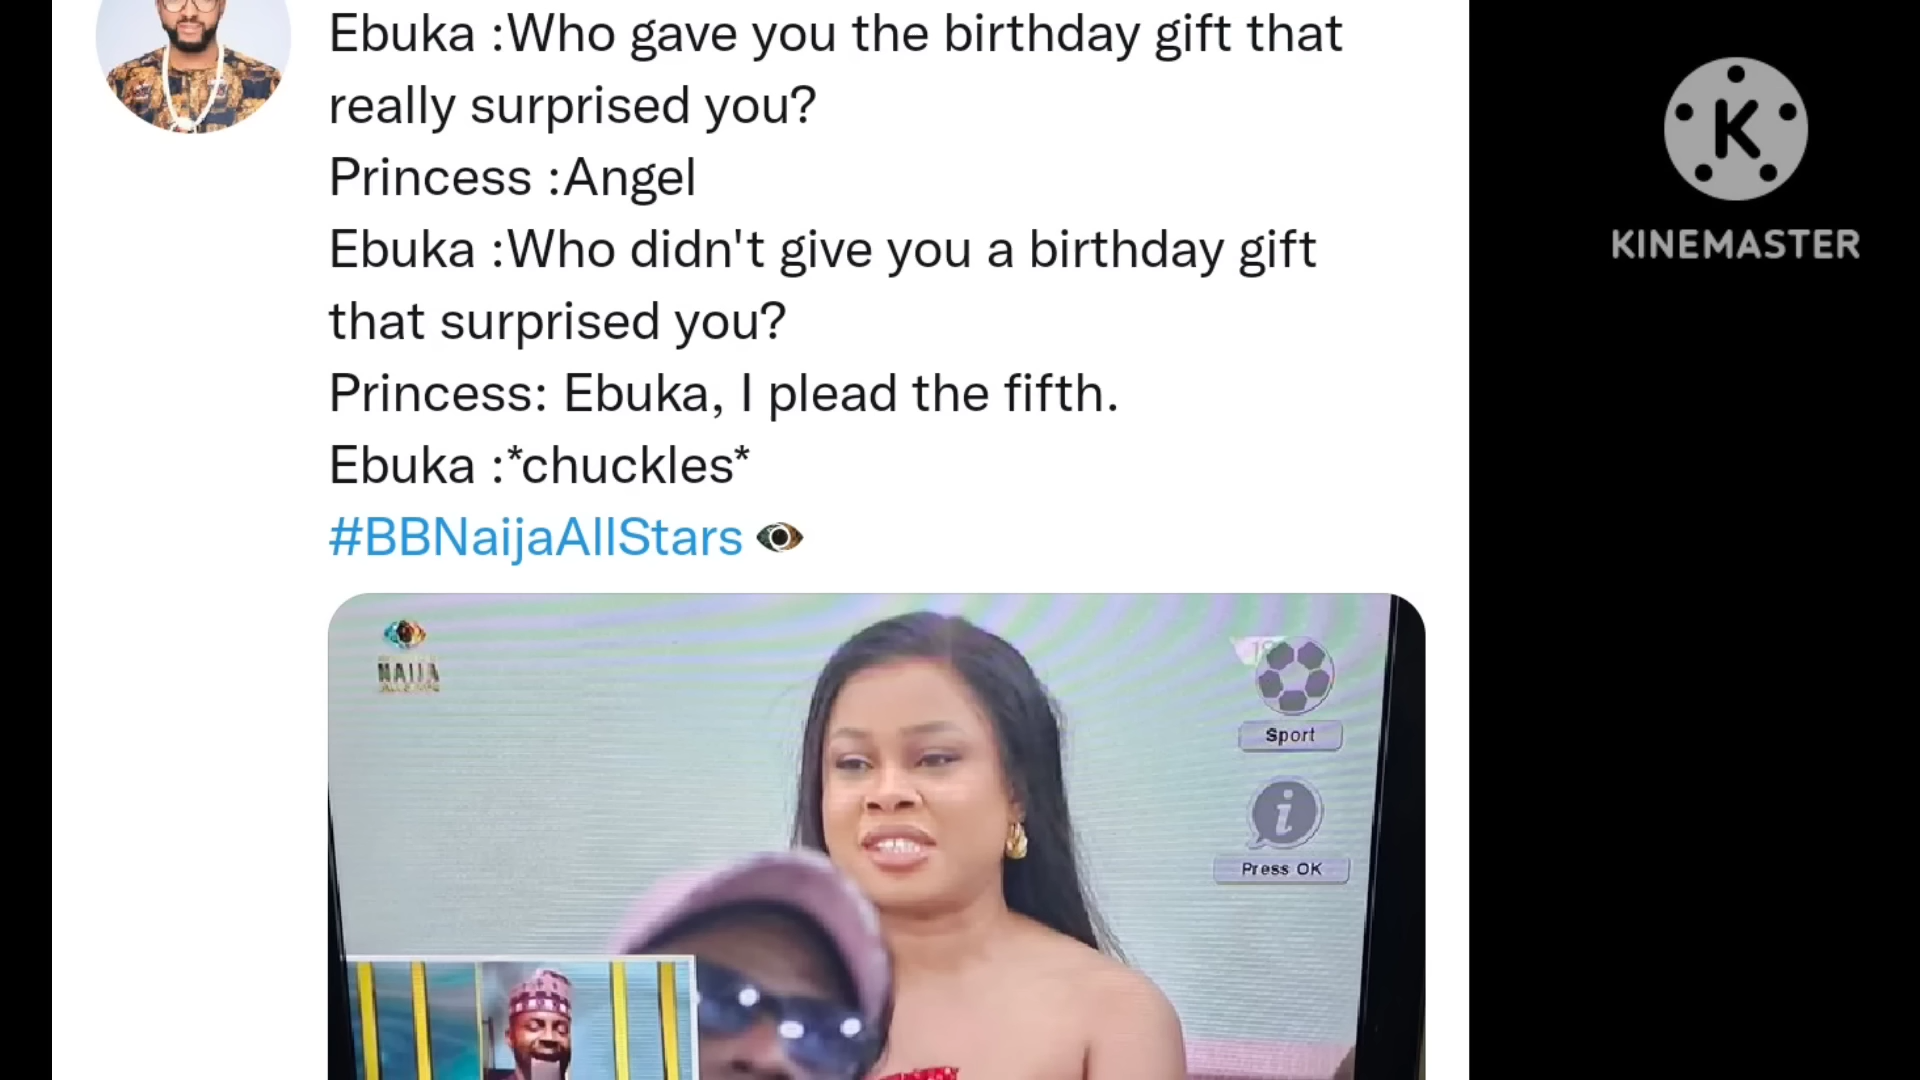 Ebuka :Who gave you the birthday gift that
really surprised you?
Princess :Angel
Ebuka :Who didn't give you a birthday gift
that surprised you?
Princess: Ebuka, I plead the fifth.
Ebuka :*chuckles*
#BBNaijaAllStars
KINEMASTER
NAIJA
18
Sport
i
Press OK